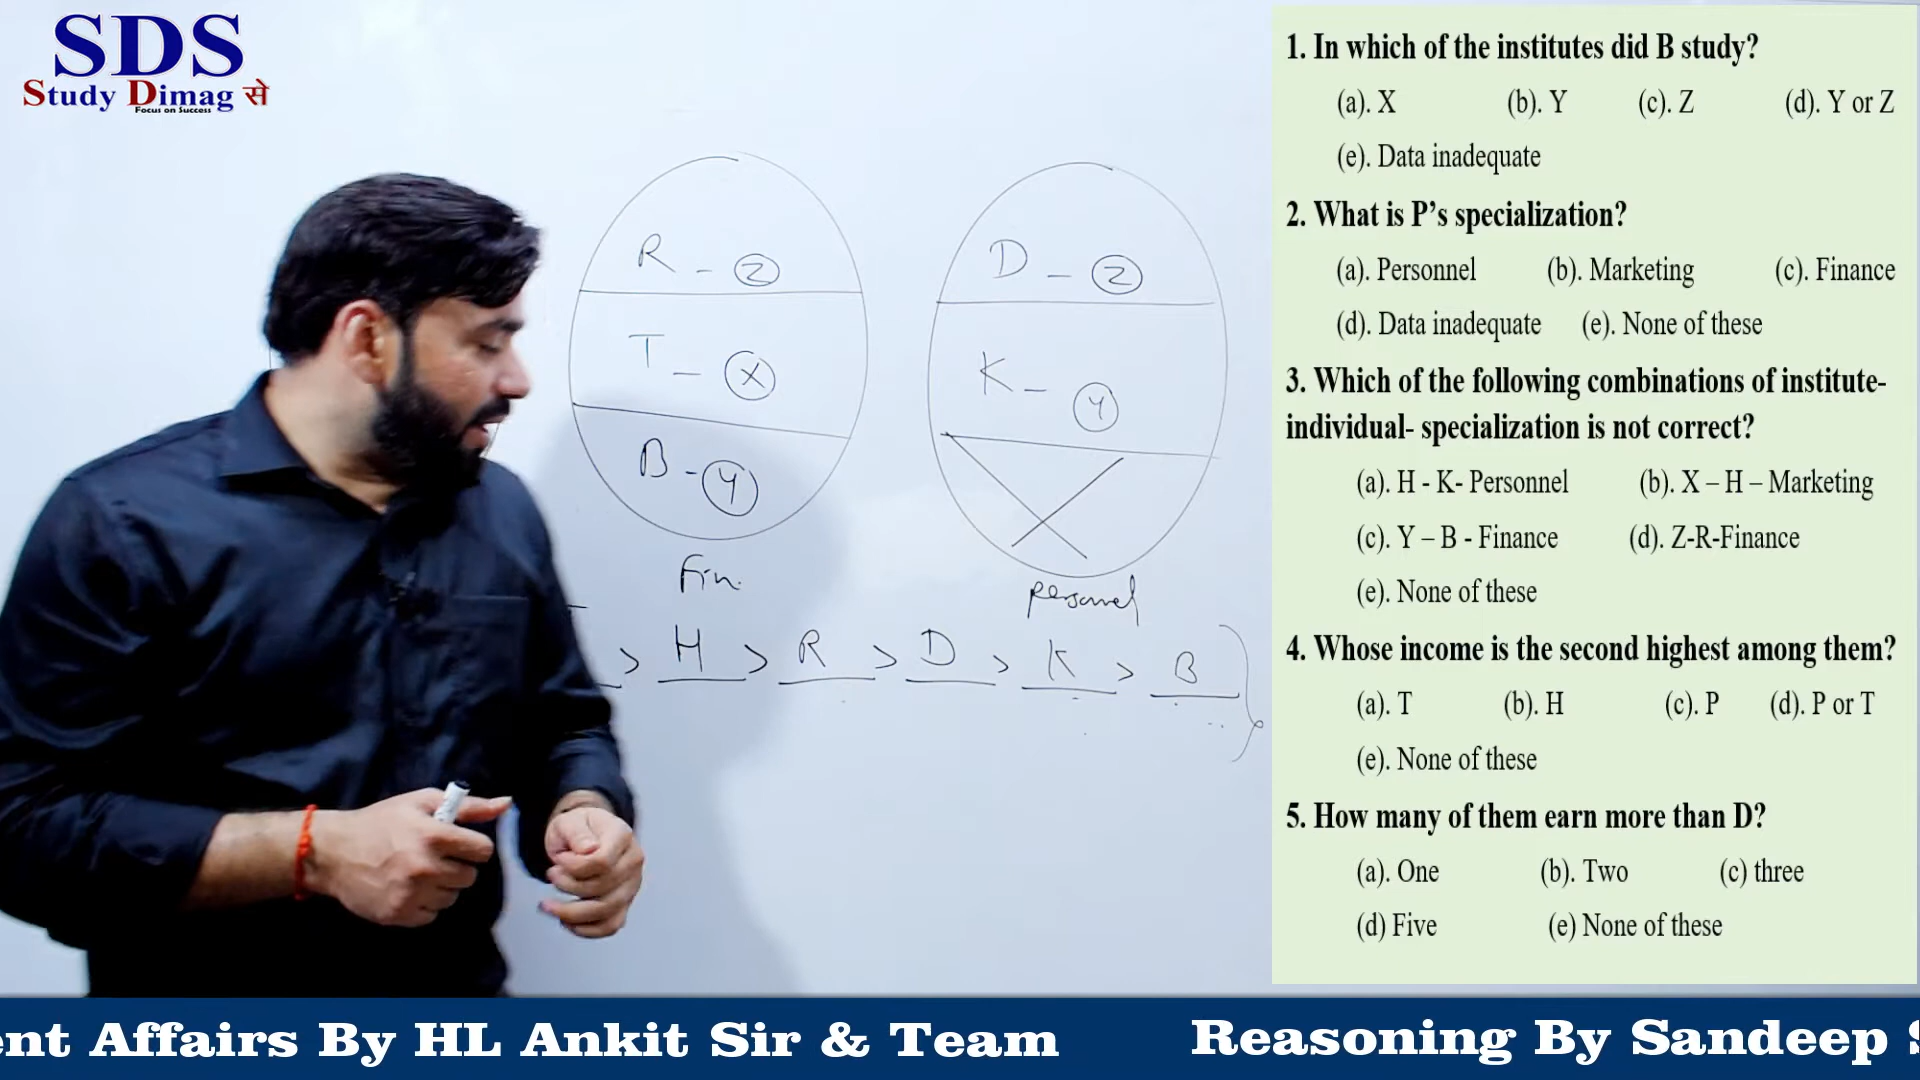 SDS
Study Dimag से
Focus on Success
R - Z
T - X
B - Y
Fin.
D - Z
K - Y
personnel
> H > R > D > K > B
1. In which of the institutes did B study?
(a). X (b). Y (c). Z (d). Y or Z
(e). Data inadequate
2. What is P’s specialization?
(a). Personnel (b). Marketing (c). Finance
(d). Data inadequate (e). None of these
3. Which of the following combinations of institute-
individual- specialization is not correct?
(a). H - K- Personnel (b). X – H – Marketing
(c). Y – B - Finance (d). Z-R-Finance
(e). None of these
4. Whose income is the second highest among them?
(a). T (b). H (c). P (d). P or T
(e). None of these
5. How many of them earn more than D?
(a). One (b). Two (c) three
(d) Five (e) None of these
ent Affairs By HL Ankit Sir & Team Reasoning By Sandeep S